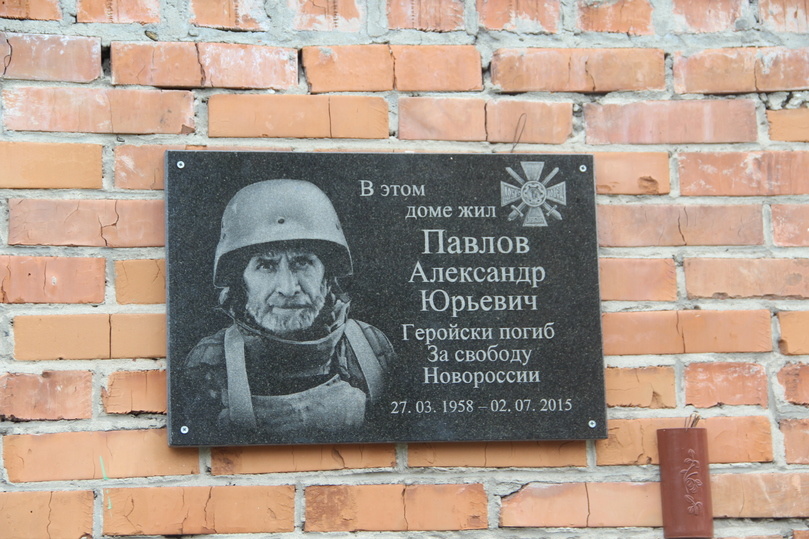 В этом
доме жил
Павлов
Александр
Юрьевич
Геройски погиб
За свободу
Новороссии
27. 03. 1958 – 02. 07. 2015